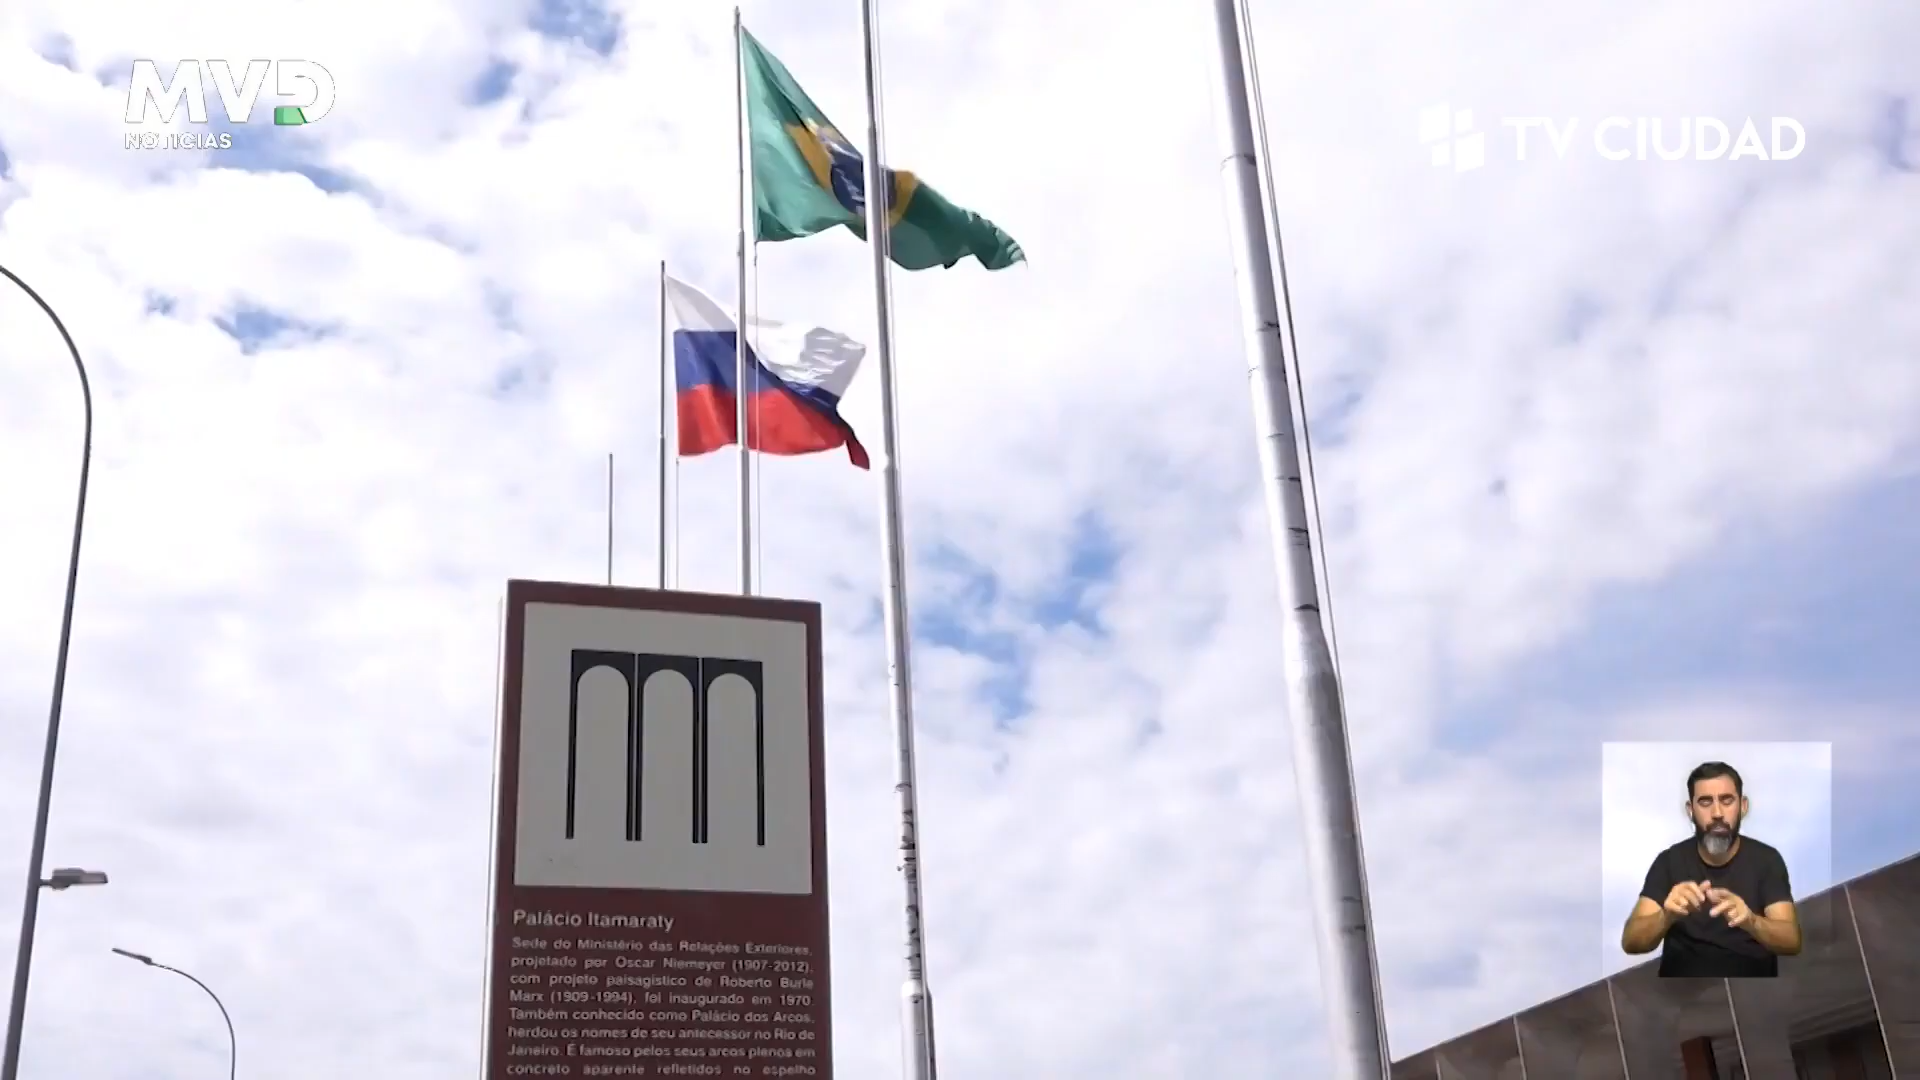 MVD
NOTICIAS
TV CIUDAD
Palácio Itamaraty
Sede do Ministério das Relações Exteriores,
projetado por Oscar Niemeyer (1907-2012),
com projeto paisagístico de Roberto Burle
Marx (1909-1994), foi inaugurado em 1970.
Também conhecido como Palácio dos Arcos,
herdou os nomes de seu antecessor no Rio de
Janeiro. É famoso pelos seus arcos plenos em
concreto aparente refletidos no espelho